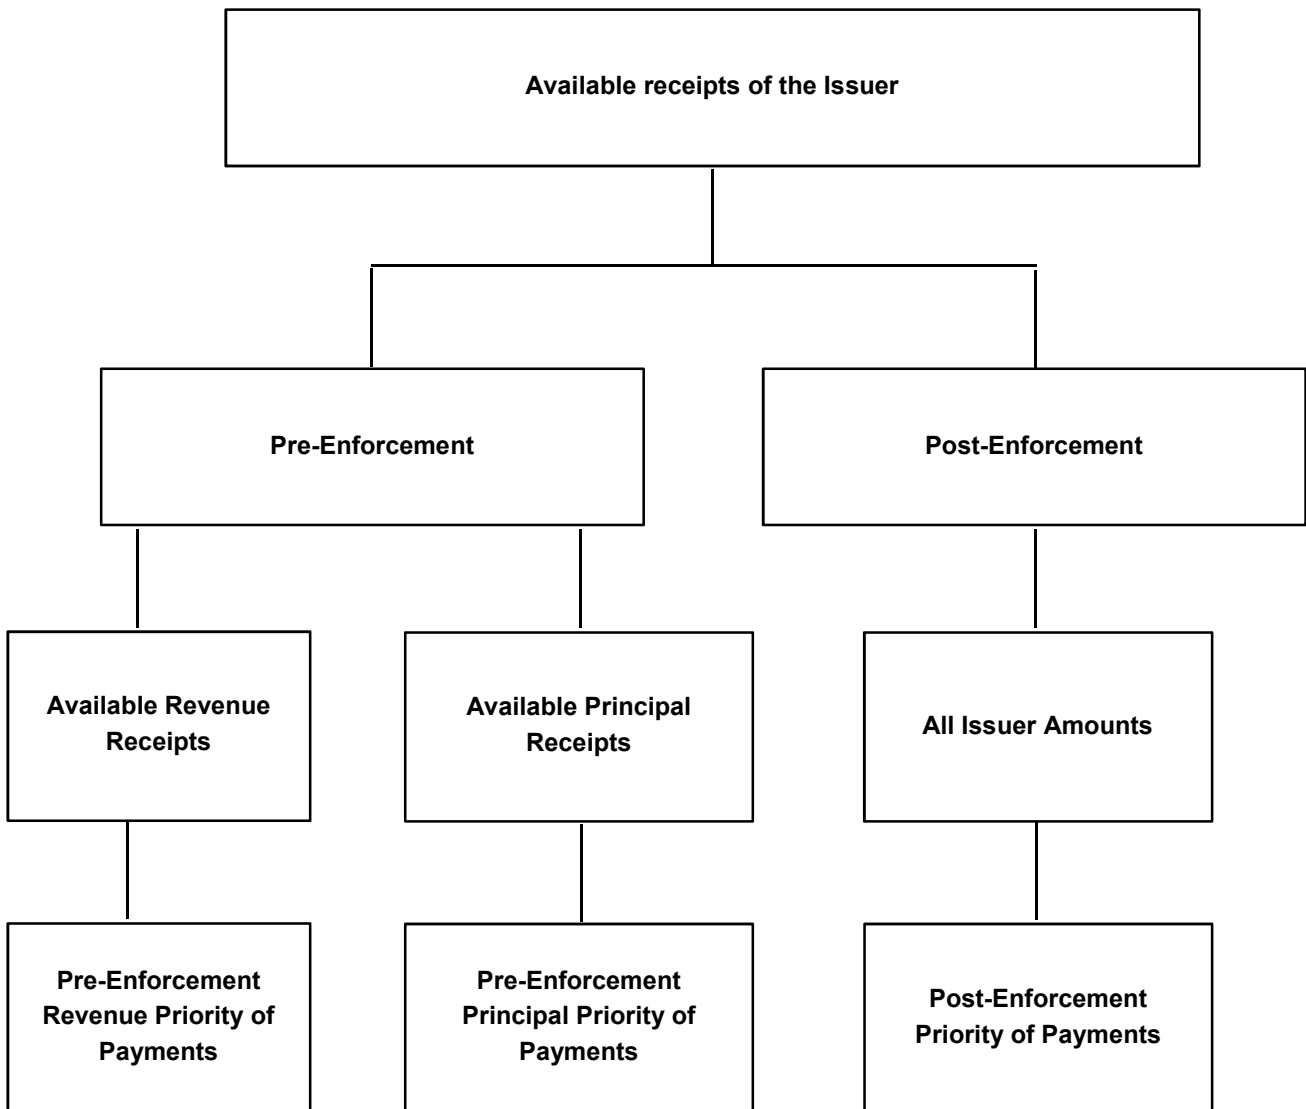 Available receipts of the Issuer
Pre-Enforcement
Post-Enforcement
Available Revenue
Receipts
Available Principal
Receipts
All Issuer Amounts
Pre-Enforcement
Revenue Priority of
Payments
Pre-Enforcement
Principal Priority of
Payments
Post-Enforcement
Priority of Payments